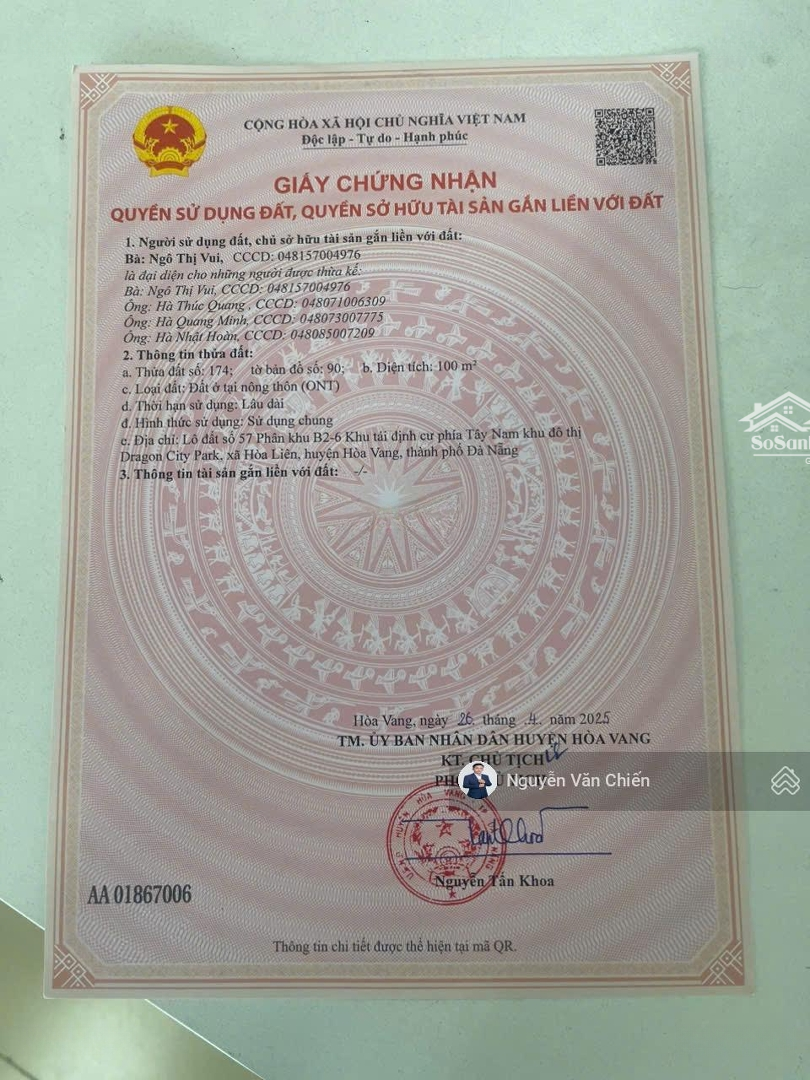 CỘNG HÒA XÃ HỘI CHỦ NGHĨA VIỆT NAM
Độc lập - Tự do - Hạnh phúc
GIẤY CHỨNG NHẬN
QUYỀN SỬ DỤNG ĐẤT, QUYỀN SỞ HỮU TÀI SẢN GẮN LIỀN VỚI ĐẤT
1. Người sử dụng đất, chủ sở hữu tài sản gắn liền với đất:
Bà: Ngô Thị Vui, CCCD: 048157004976
là đại diện cho những người được thừa kế:
Bà: Ngô Thị Vui, CCCD: 048157004976
Ông: Hà Thúc Quang , CCCD: 048071006309
Ông: Hà Quang Minh, CCCD: 048073007775
Ông: Hà Nhật Hoàn, CCCD: 048085007209
2. Thông tin thửa đất:
a. Thửa đất số: 174; tờ bản đồ số: 90; b. Diện tích: 100 m²
c. Loại đất: Đất ở tại nông thôn (ONT)
d. Thời hạn sử dụng: Lâu dài
đ. Hình thức sử dụng: Sử dụng chung
e. Địa chỉ: Lô đất số 57 Phân khu B2-6 Khu tái định cư phía Tây Nam khu đô thị
Dragon City Park, xã Hòa Liên, huyện Hòa Vang, thành phố Đà Nẵng
3. Thông tin tài sản gắn liền với đất: -/-
SoSan
Hòa Vang, ngày 26 tháng 4 năm 2025
TM. ỦY BAN NHÂN DÂN HUYỆN HÒA VANG
KT. CHỦ TỊCH
Nguyễn Văn Chiến
Nguyễn Tấn Khoa
AA 01867006
Thông tin chi tiết được thể hiện tại mã QR.